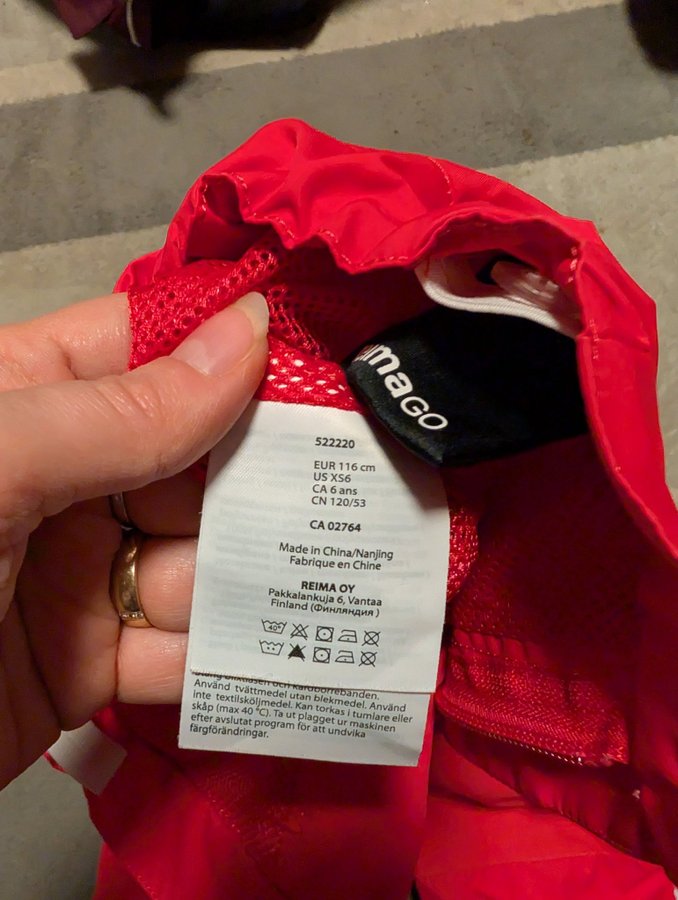 maGO
522220
EUR 116 cm
US XS6
CA 6 ans
CN 120/53
CA 02764
Made in China/Nanjing
Fabrique en Chine
REIMA OY
Pakkalankuja 6, Vantaa
Finland (Финляндия)
40°
Använd tvättmedel utan blekmedel. Använd
inte textilsköljmedel. Kan torkas i tumlare eller
skåp (max 40 °C). Ta ut plagget ur maskinen
efter avslutat program för att undvika
färgförändringar.